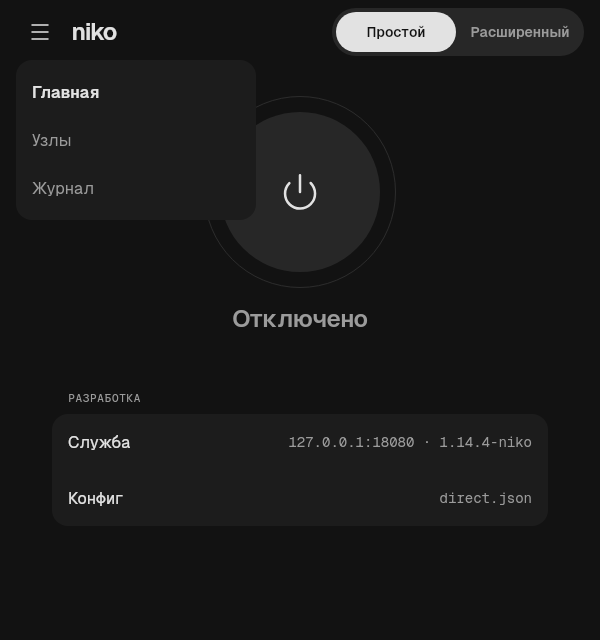 niko
Простой
Расширенный
Главная
Узлы
Журнал
Отключено
РАЗРАБОТКА
Служба
127.0.0.1:18080 · 1.14.4-niko
Конфиг
direct.json